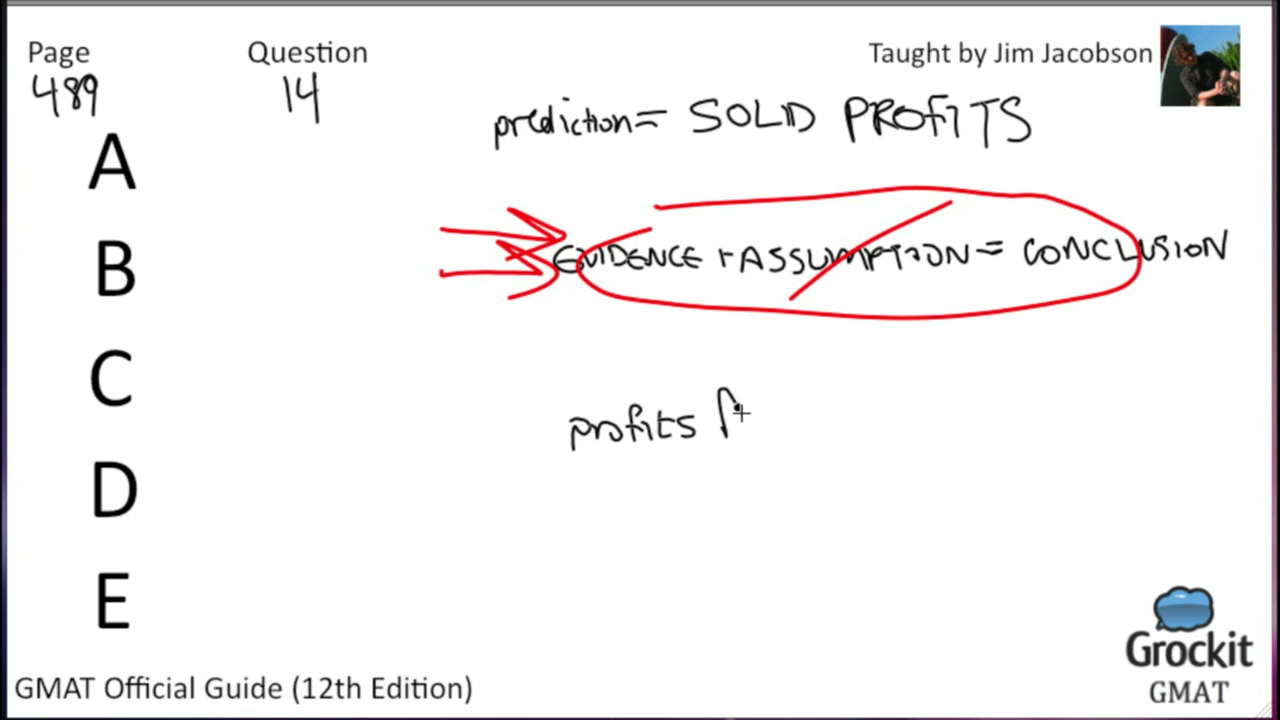 Page
489
Question
14
Taught by Jim Jacobson
prediction= SOLID PROFITS
EVIDENCE + ASSUMPTION = CONCLUSION
profits
A
B
C
D
E
GMAT Official Guide (12th Edition)
Grockit
GMAT